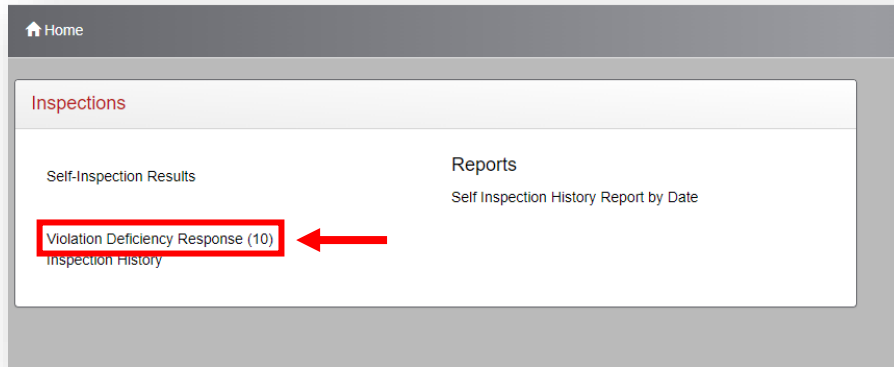 Home
Inspections
Self-Inspection Results
Violation Deficiency Response (10)
Inspection History
Reports
Self Inspection History Report by Date